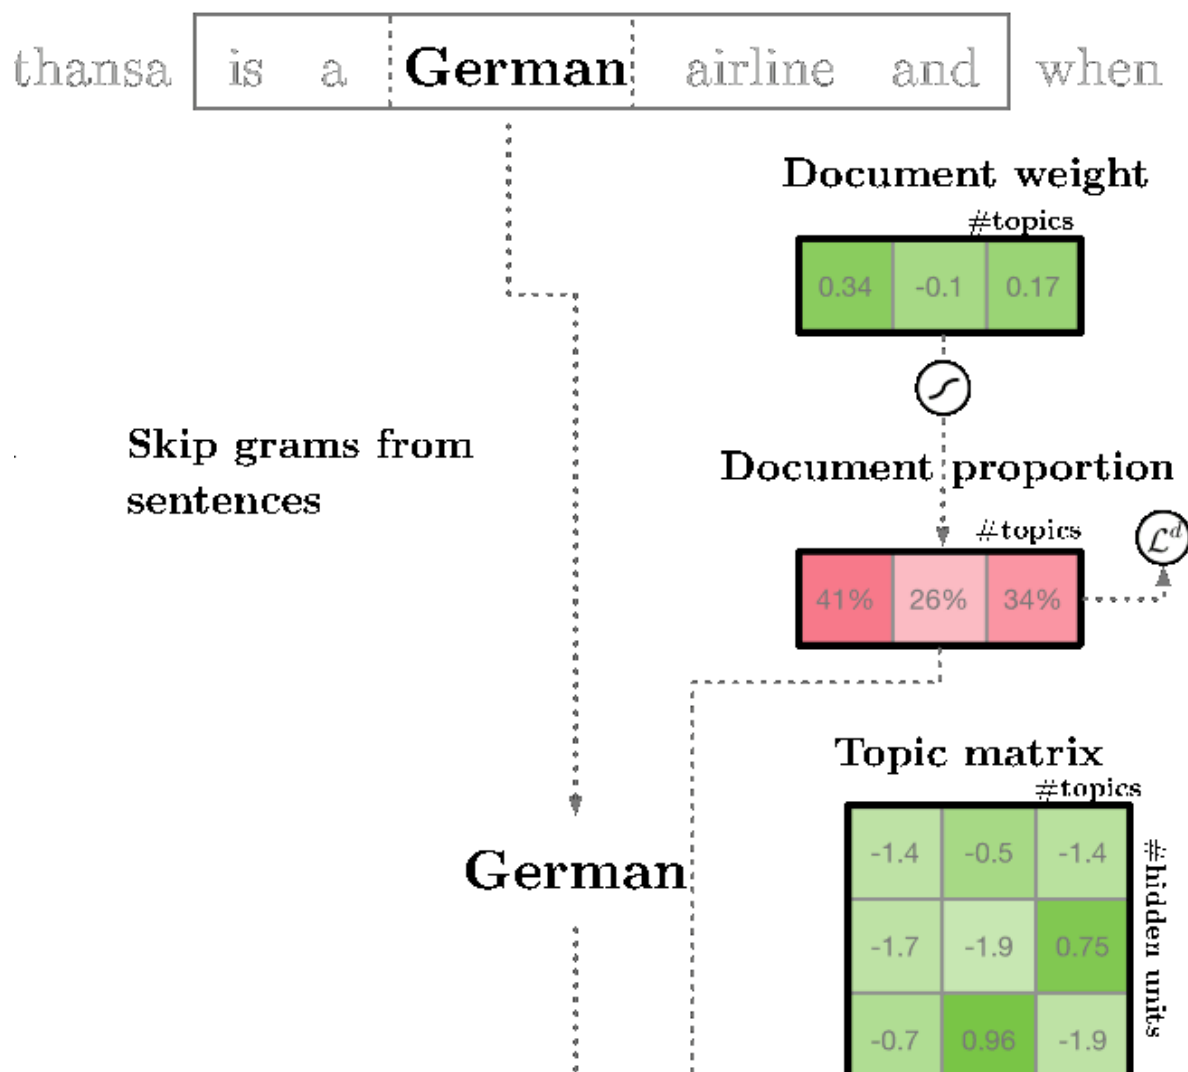 thansa is a German airline and when
Document weight
#topics
0.34 -0.1 0.17
Skip grams from
sentences
Document proportion
#topics
ℒᵈ
41% 26% 34%
Topic matrix
#topics
German
-1.4 -0.5 -1.4
-1.7 -1.9 0.75
-0.7 0.96 -1.9
#hidden units